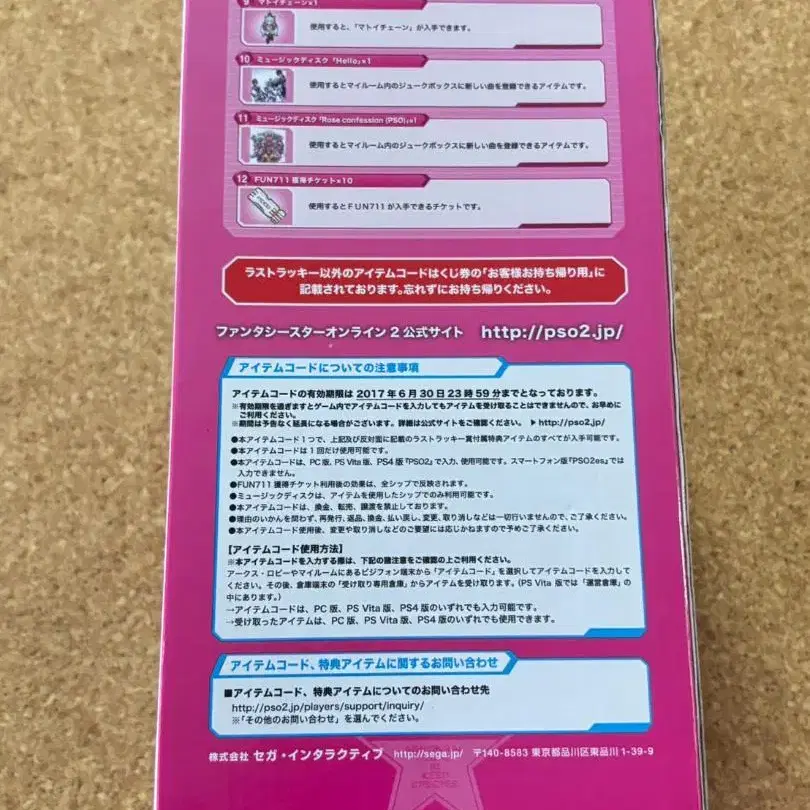 9 マトイチェーン×1
使用すると、「マトイチェーン」が入手できます。
10 ミュージックディスク「Hello」×1
使用するとマイルーム内のジュークボックスに新しい曲を登録できるアイテムです。
11 ミュージックディスク「Rose confession (PSO)」×1
使用するとマイルーム内のジュークボックスに新しい曲を登録できるアイテムです。
12 FUN711獲得チケット×10
使用するとFUN711が入手できるチケットです。
ラストラッキー以外のアイテムコードはくじ券の「お客様お持ち帰り用」に
記載されております。忘れずにお持ち帰りください。
ファンタシースターオンライン2公式サイト http://pso2.jp/
アイテムコードについての注意事項
アイテムコードの有効期限は 2017年6月30日23時59分までとなっております。
※有効期限を過ぎますとゲーム内でアイテムコードを入力してもアイテムを受け取ることはできませんので、お早めに
ご利用ください。
※期間は予告なく延長になる場合がございます。詳細は公式サイトをご確認ください。 ▶http://pso2.jp/
●本アイテムコード1つで、上記及び反対面に記載のラストラッキー賞付属特典アイテムのすべてが入手可能です。
●本アイテムコードは1回だけ使用可能です。
●本アイテムコードは、PC版、PS Vita版、PS4版『PSO2』で入力、使用可能です。スマートフォン版『PSO2es』では
入力できません。
●FUN711獲得チケット利用後の効果は、全シップで反映されます。
●ミュージックディスクは、アイテムを使用したシップでのみ利用可能です。
●本アイテムコードは、換金、転売、譲渡を禁止しております。
●理由のいかんを問わず、再発行、返品、換金、払い戻し、変更、取り消しなどは一切行いませんので、ご了承ください。
●本アイテムコード使用後、変更や取り消しなどのご要望には応じかねますので予めご了承ください。
【アイテムコード使用方法】
※本アイテムコードを入力する際は、下記の諸注意をご確認の上ご利用ください。
アークス・ロビーやマイルームにあるビジフォン端末から「アイテムコード」を選択してアイテムコードを入力して
ください。その後、倉庫端末の「受け取り専用倉庫」からアイテムを受け取ります。(PS Vita 版では「運営倉庫」の
中にあります。)
→アイテムコードは、PC版、PS Vita 版、PS4版のいずれでも入力可能です。
→受け取ったアイテムは、PC版、PS Vita 版、PS4版のいずれでも使用できます。
アイテムコード、特典アイテムに関するお問い合わせ
■アイテムコード、特典アイテムについてのお問い合わせ先
http://pso2.jp/players/support/inquiry/
※「その他のお問い合わせ」を選んでください。
株式会社 セガ・インタラクティブ http://sega.jp/ 〒140-8583 東京都品川区東品川1-39-9